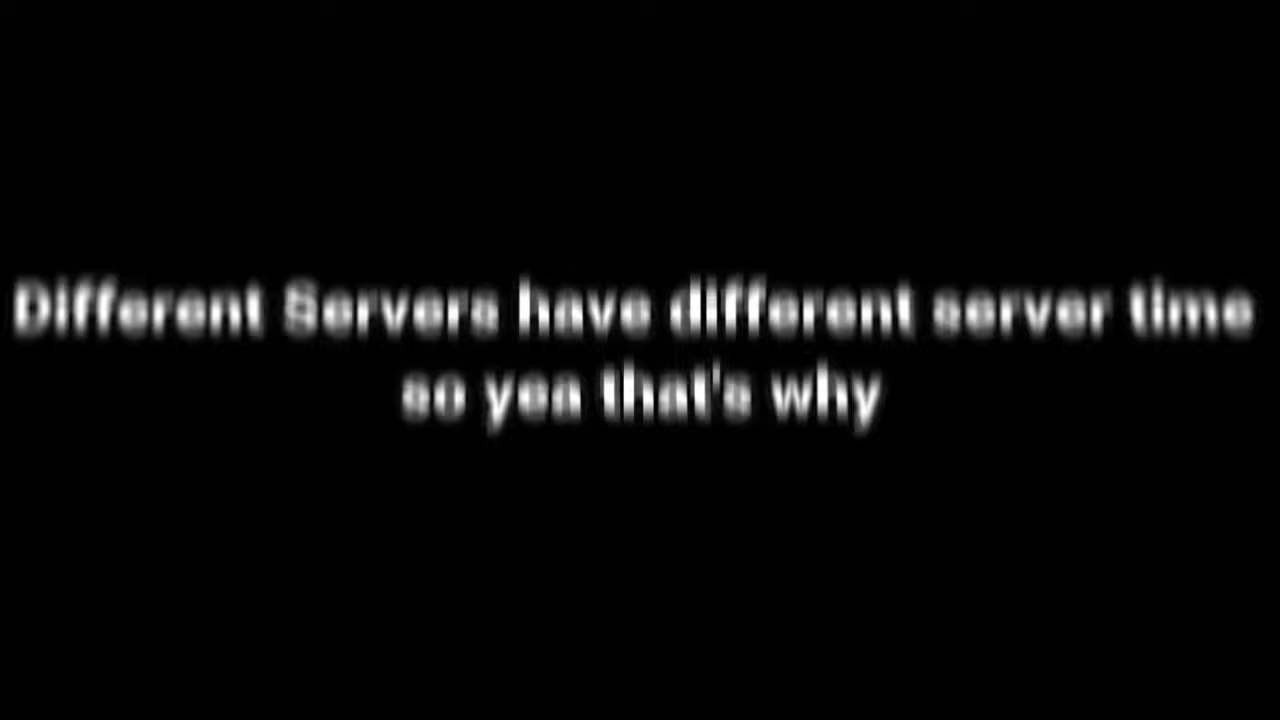 Different Servers have different server time
so yea that's why